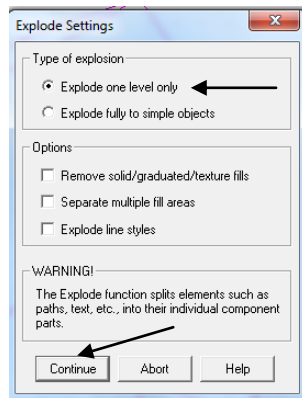 Explode Settings
Type of explosion
Explode one level only
Explode fully to simple objects
Options
Remove solid/graduated/texture fills
Separate multiple fill areas
Explode line styles
WARNING!
The Explode function splits elements such as
paths, text, etc., into their individual component
parts.
Continue Abort Help